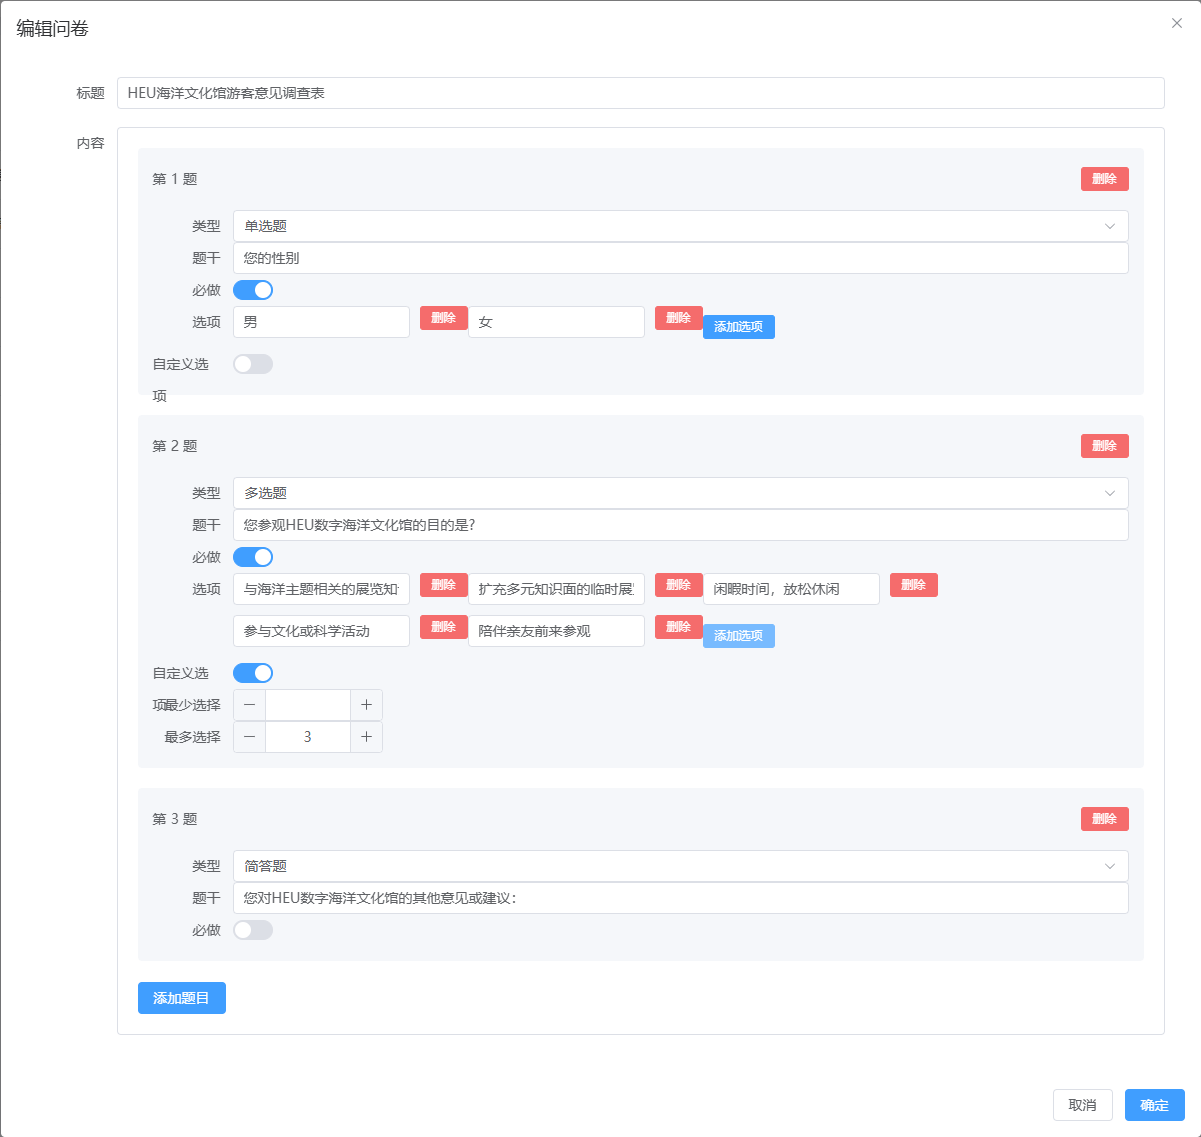 编辑问卷
标题 HEU海洋文化馆游客意见调查表
内容
第 1 题 删除
类型 单选题
题干 您的性别
必做
选项 男 删除 女 删除 添加选项
自定义选
项
第 2 题 删除
类型 多选题
题干 您参观HEU数字海洋文化馆的目的是?
必做
选项 与海洋主题相关的展览知 删除 扩充多元知识面的临时展 删除 闲暇时间，放松休闲 删除
参与文化或科学活动 删除 陪伴亲友前来参观 删除 添加选项
自定义选
项最少选择
最多选择 3
第 3 题 删除
类型 简答题
题干 您对HEU数字海洋文化馆的其他意见或建议：
必做
添加题目
取消 确定